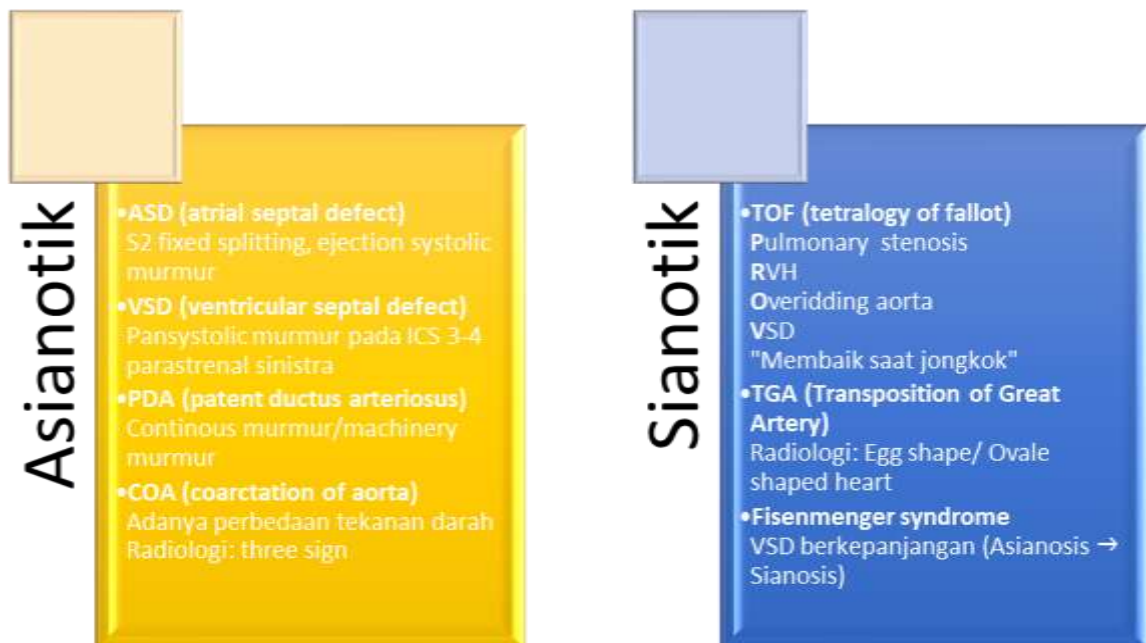 Asianotik
•ASD (atrial septal defect)
S2 fixed splitting, ejection systolic
murmur
•VSD (ventricular septal defect)
Pansystolic murmur pada ICS 3-4
parastrenal sinistra
•PDA (patent ductus arteriosus)
Continous murmur/machinery
murmur
•COA (coarctation of aorta)
Adanya perbedaan tekanan darah
Radiologi: three sign
Sianotik
•TOF (tetralogy of fallot)
Pulmonary stenosis
RVH
Overidding aorta
VSD
"Membaik saat jongkok"
•TGA (Transposition of Great
Artery)
Radiologi: Egg shape/ Ovale
shaped heart
•Fisenmenger syndrome
VSD berkepanjangan (Asianosis →
Sianosis)